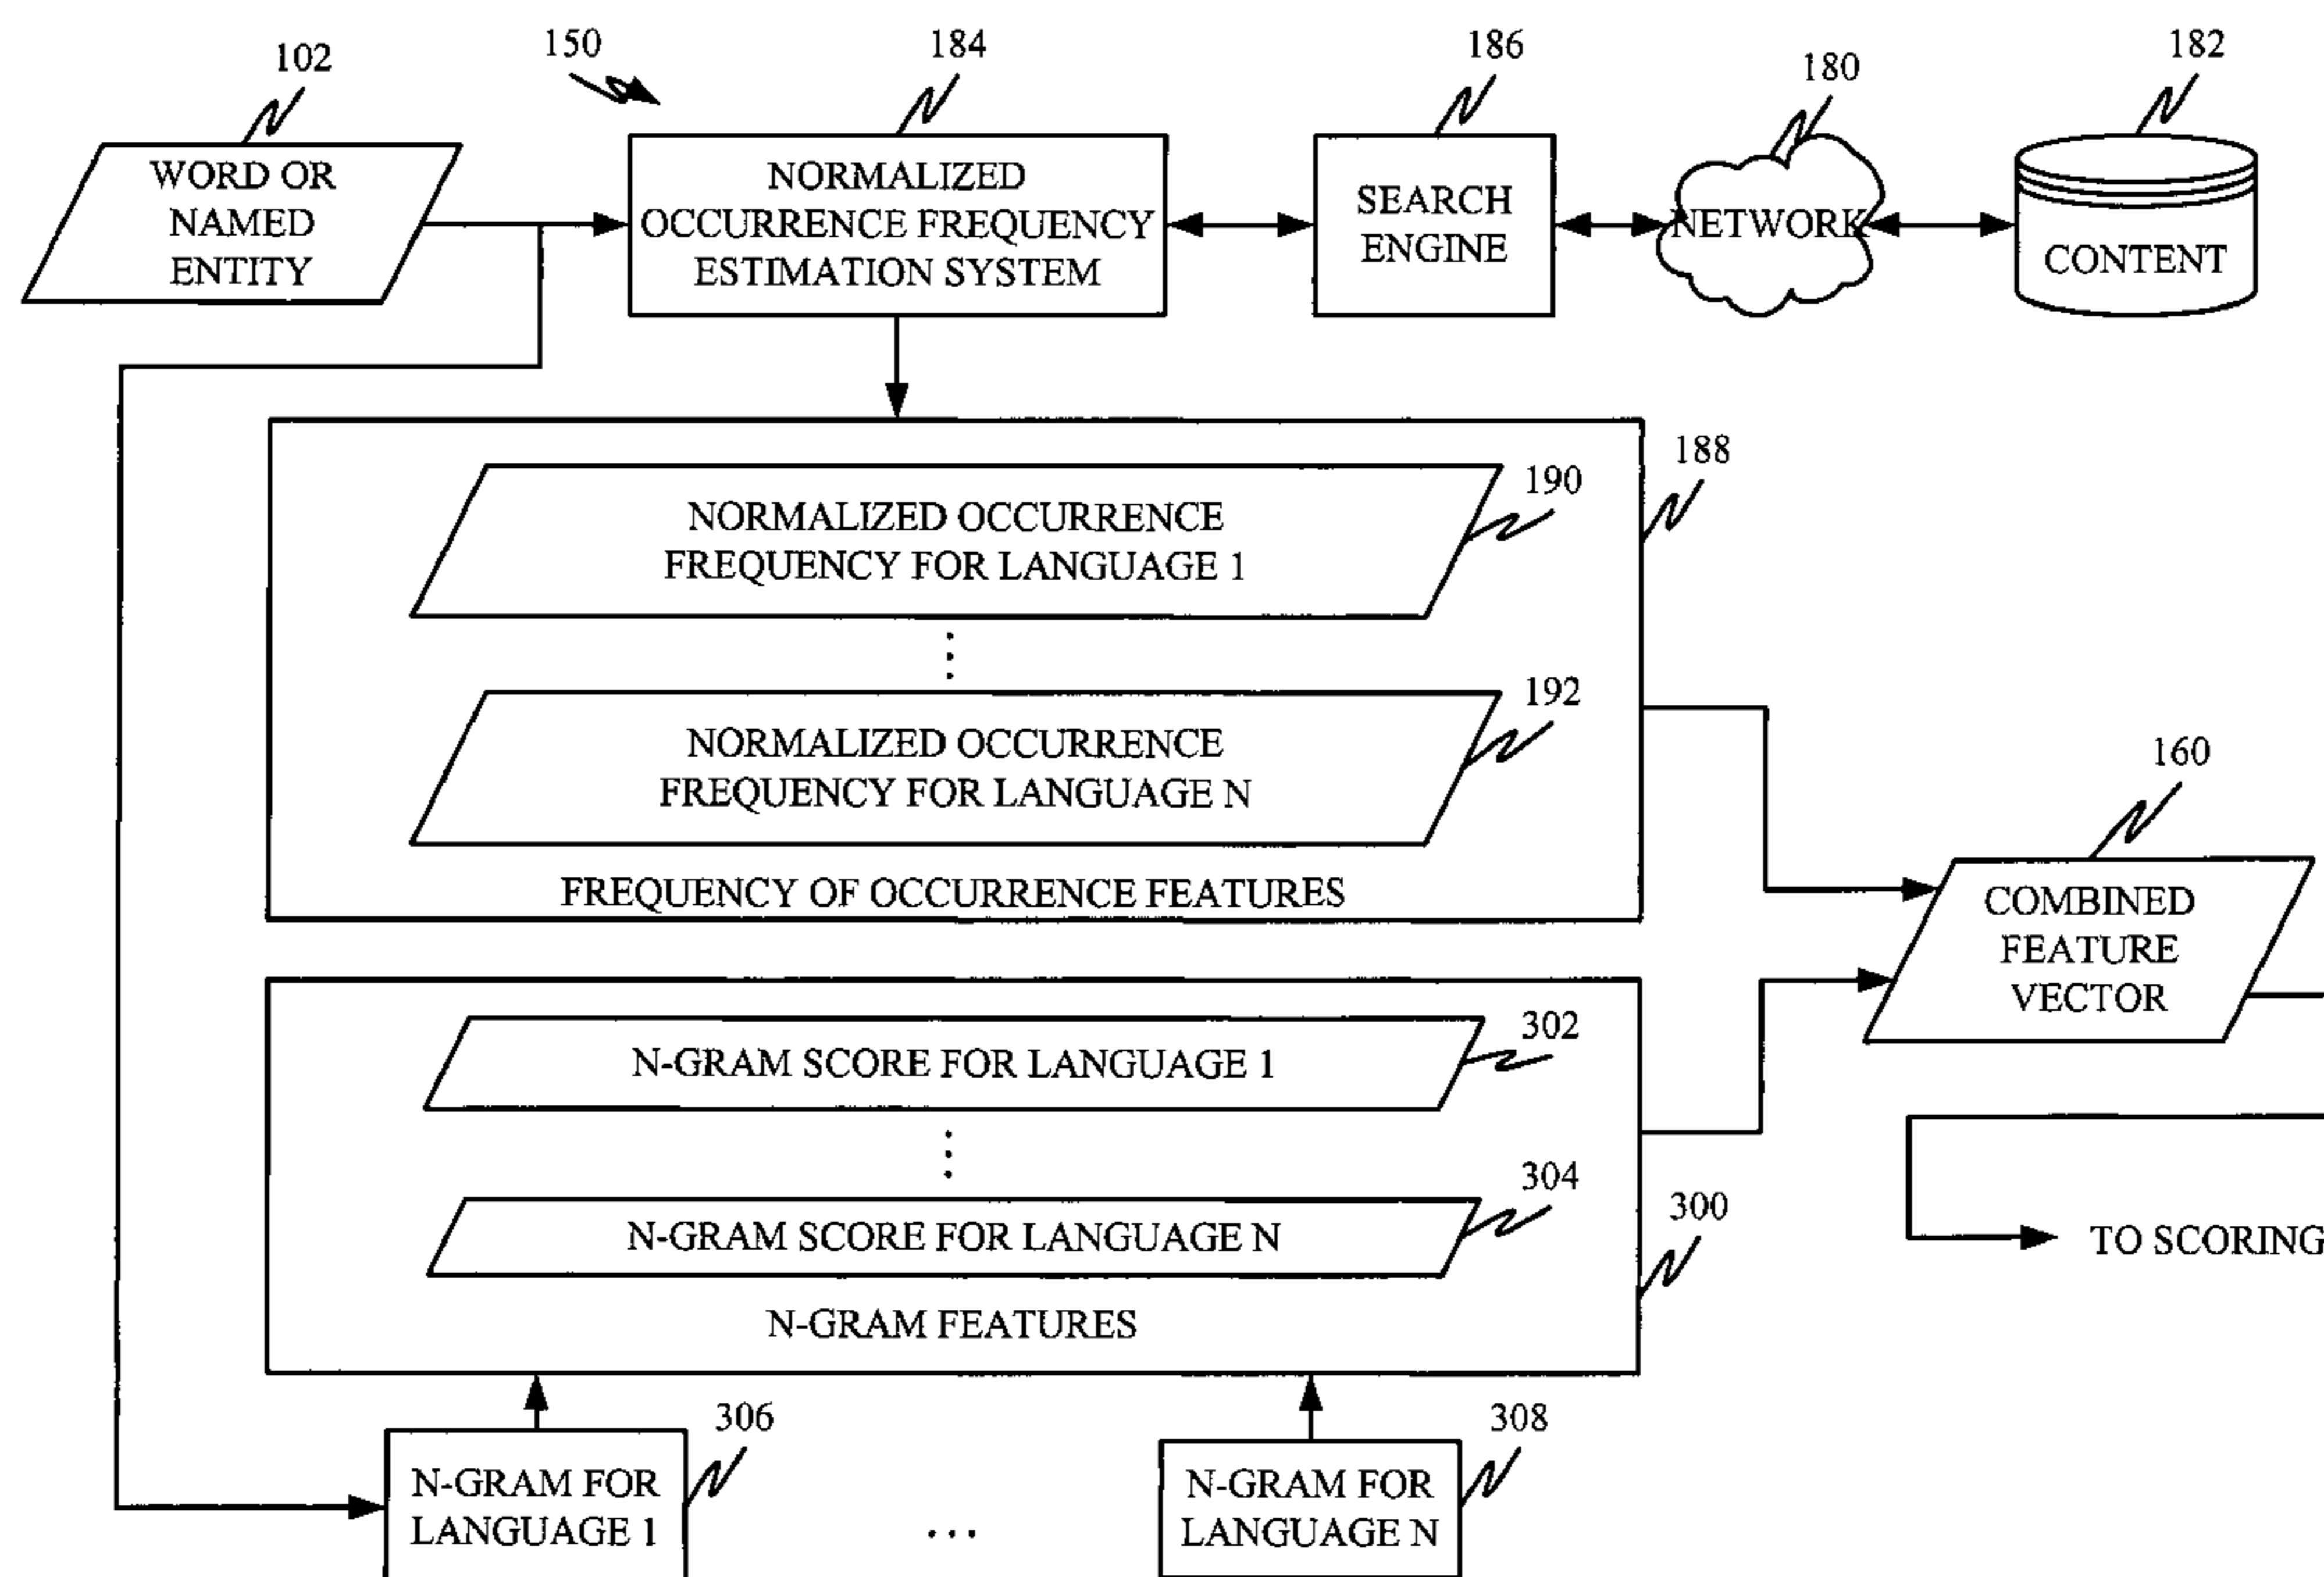 150
184
186
180
182
102
WORD OR
NAMED
ENTITY
NORMALIZED
OCCURRENCE FREQUENCY
ESTIMATION SYSTEM
SEARCH
ENGINE
NETWORK
CONTENT
188
190
NORMALIZED OCCURRENCE
FREQUENCY FOR LANGUAGE 1
192
NORMALIZED OCCURRENCE
FREQUENCY FOR LANGUAGE N
FREQUENCY OF OCCURRENCE FEATURES
160
COMBINED
FEATURE
VECTOR
302
N-GRAM SCORE FOR LANGUAGE 1
304
N-GRAM SCORE FOR LANGUAGE N
300
TO SCORING
N-GRAM FEATURES
306
N-GRAM FOR
LANGUAGE 1
...
308
N-GRAM FOR
LANGUAGE N